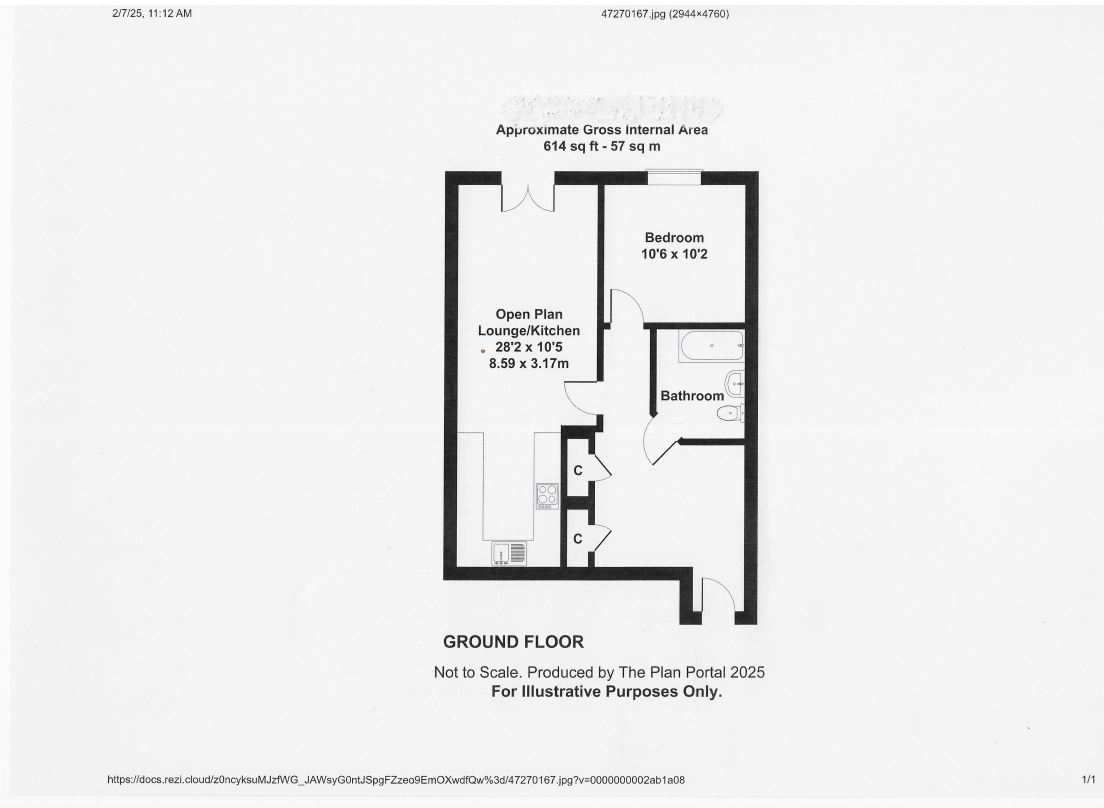 2/7/25, 11:12 AM
47270167.jpg (2944×4760)
Approximate Gross Internal Area
614 sq ft - 57 sq m
Bedroom
10'6 x 10'2
Open Plan
Lounge/Kitchen
28'2 x 10'5
8.59 x 3.17m
Bathroom
C
C
GROUND FLOOR
Not to Scale. Produced by The Plan Portal 2025
For Illustrative Purposes Only.
https://docs.rezi.cloud/z0ncyksuMJzfWG_JAWsyG0ntJSpgFZzeo9EmOXwdfQw%3d/47270167.jpg?v=0000000002ab1a08
1/1